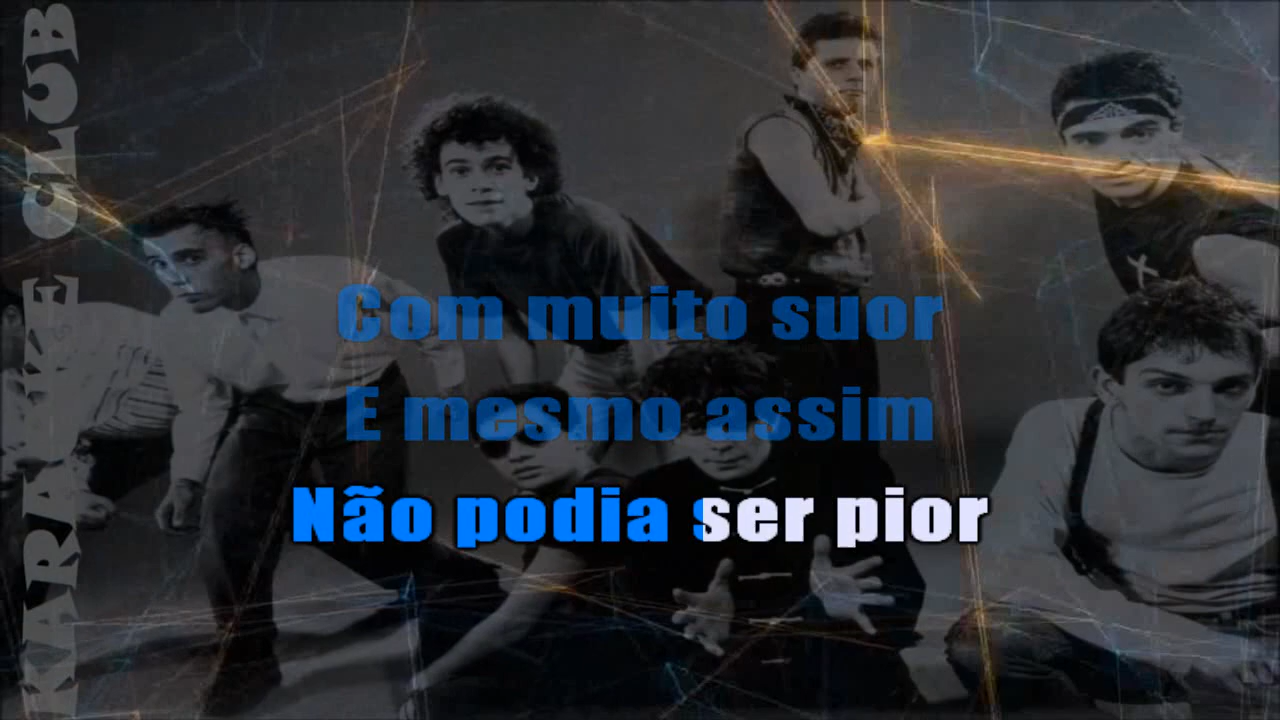 KARAOKE CLUB
Com muito suor
E mesmo assim
Não podia ser pior